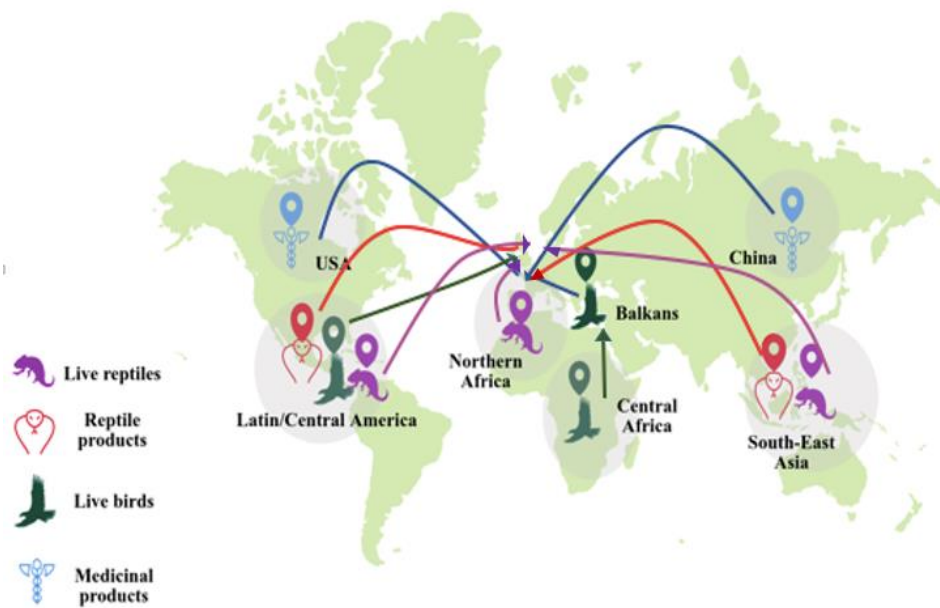 USA
China
Balkans
Northern
Africa
Live reptiles
Central
Africa
Latin/Central America
Reptile
products
South-East
Asia
Live birds
Medicinal
products